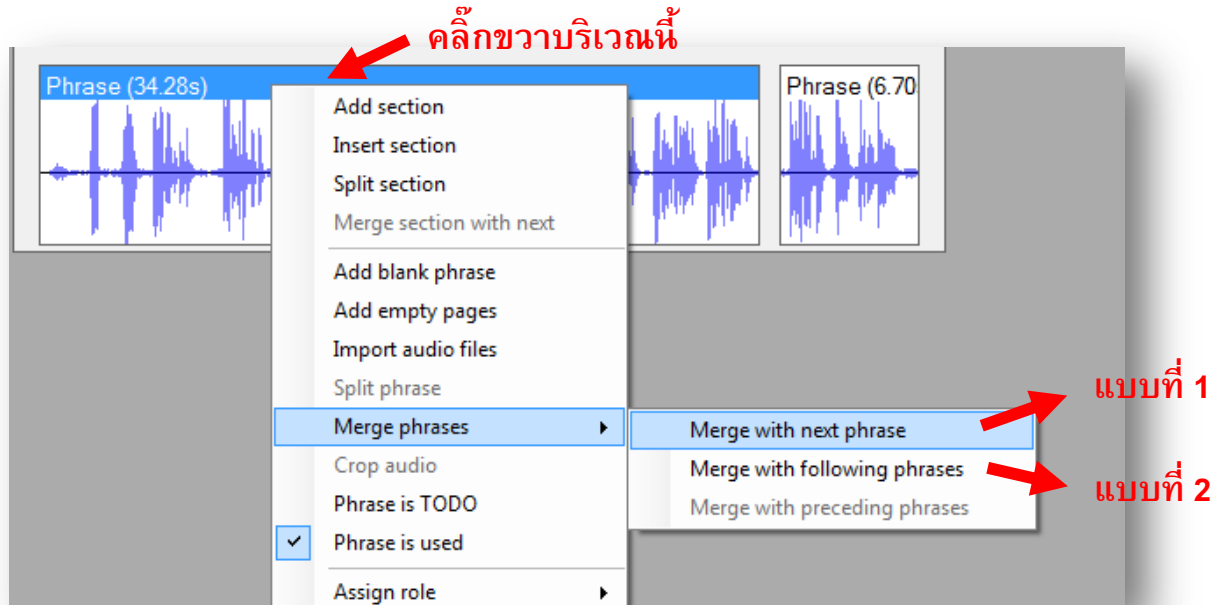 คลิ๊กขวาบริเวณนี้
Phrase (34.28s)
Phrase (6.70
Add section
Insert section
Split section
Merge section with next
Add blank phrase
Add empty pages
Import audio files
Split phrase
Merge phrases
Crop audio
Phrase is TODO
Phrase is used
Assign role
Merge with next phrase
Merge with following phrases
Merge with preceding phrases
แบบที่ 1
แบบที่ 2